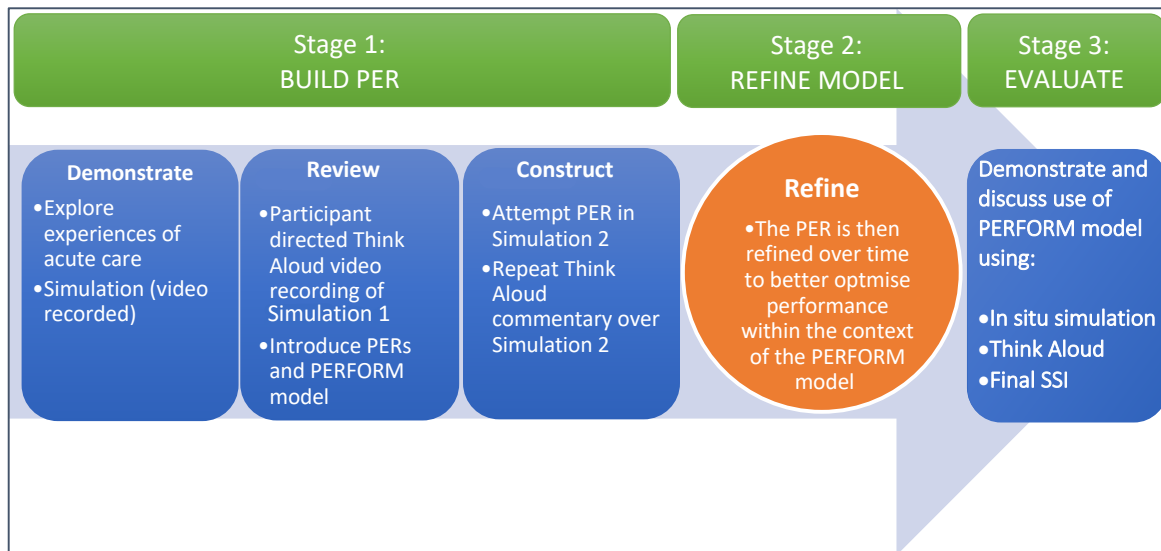 Stage 1:
BUILD PER
Stage 2:
REFINE MODEL
Stage 3:
EVALUATE
Demonstrate
•Explore
experiences of
acute care
•Simulation (video
recorded)
Review
•Participant
directed Think
Aloud video
recording of
Simulation 1
•Introduce PERs
and PERFORM
model
Construct
•Attempt PER in
Simulation 2
•Repeat Think
Aloud
commentary over
Simulation 2
Refine
•The PER is then
refined over time
to better optmise
performance
within the context
of the PERFORM
model
Demonstrate and
discuss use of
PERFORM model
using:
•In situ simulation
•Think Aloud
•Final SSI